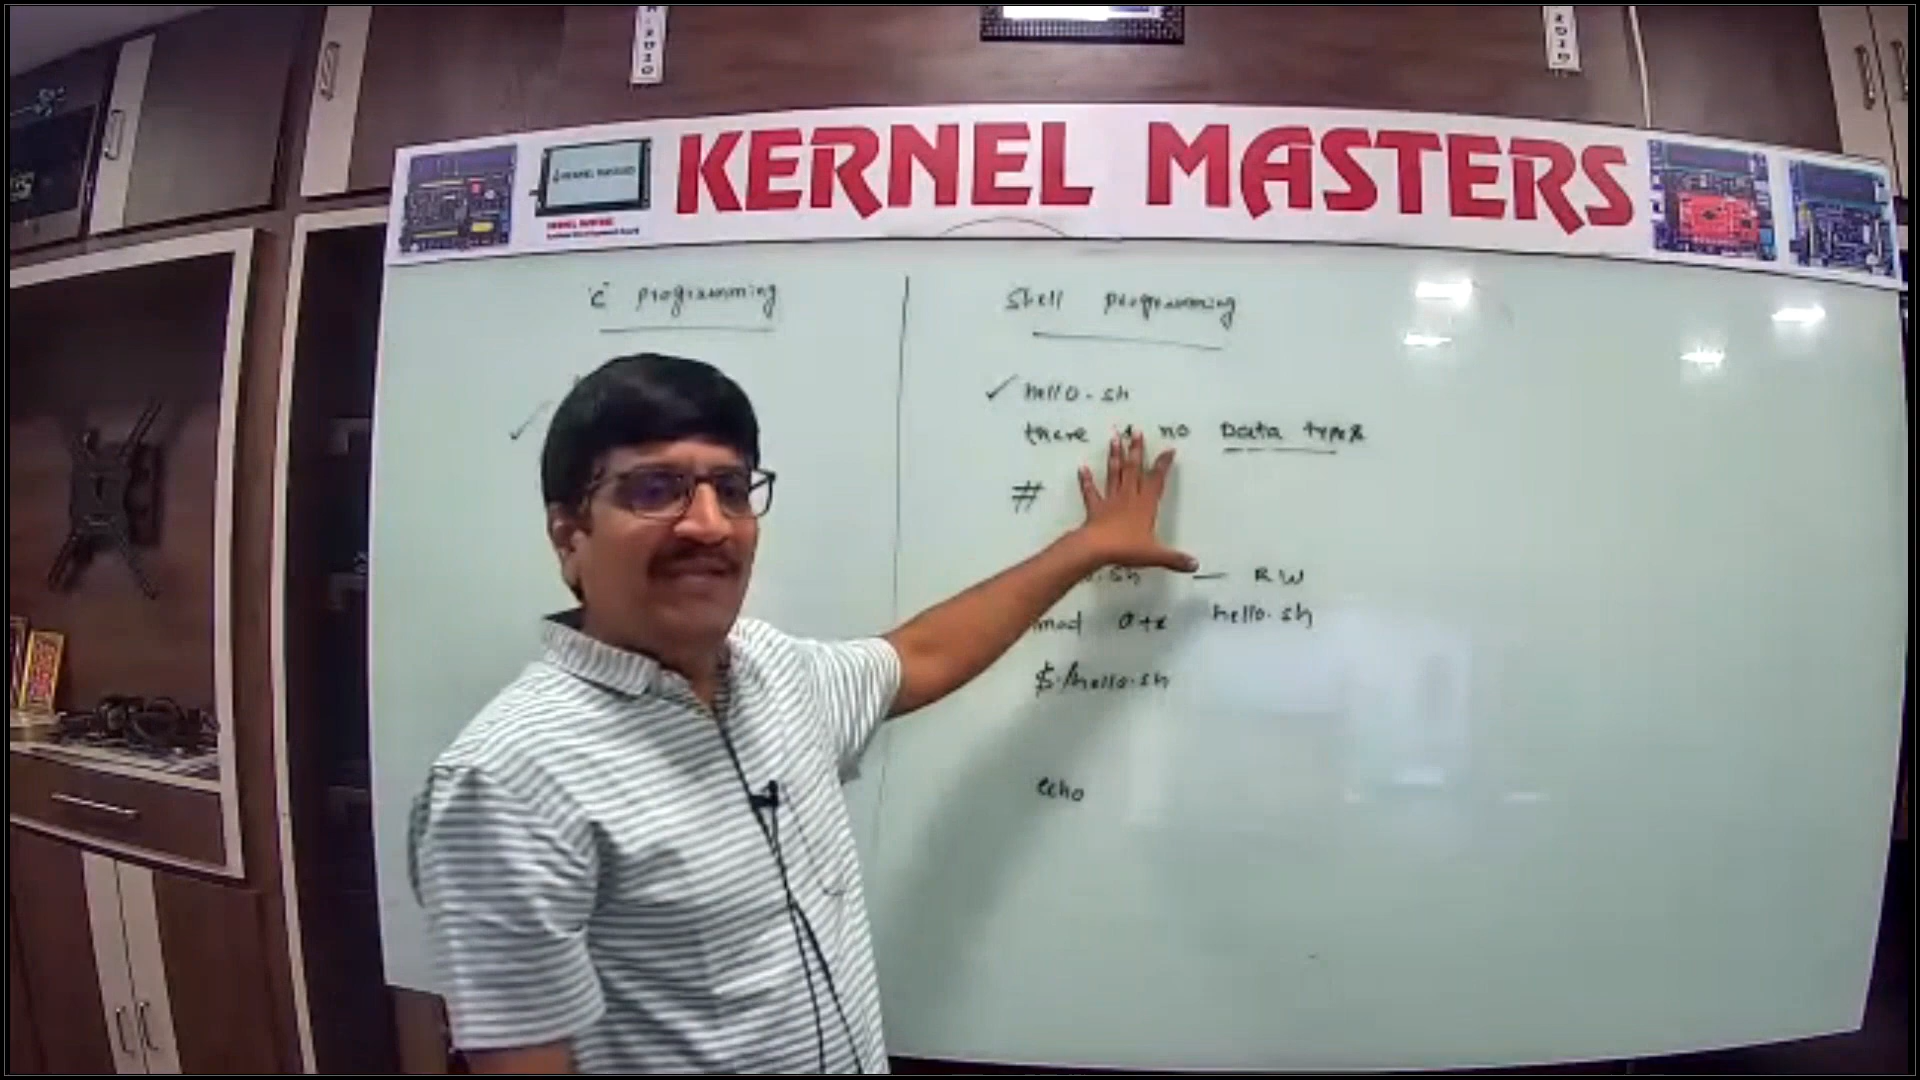 KERNEL MASTERS
'C' programming
Shell programming
✓ hello.sh
there is no Data types
#
.sh — RW
mod o+x hello.sh
$./hello.sh
echo